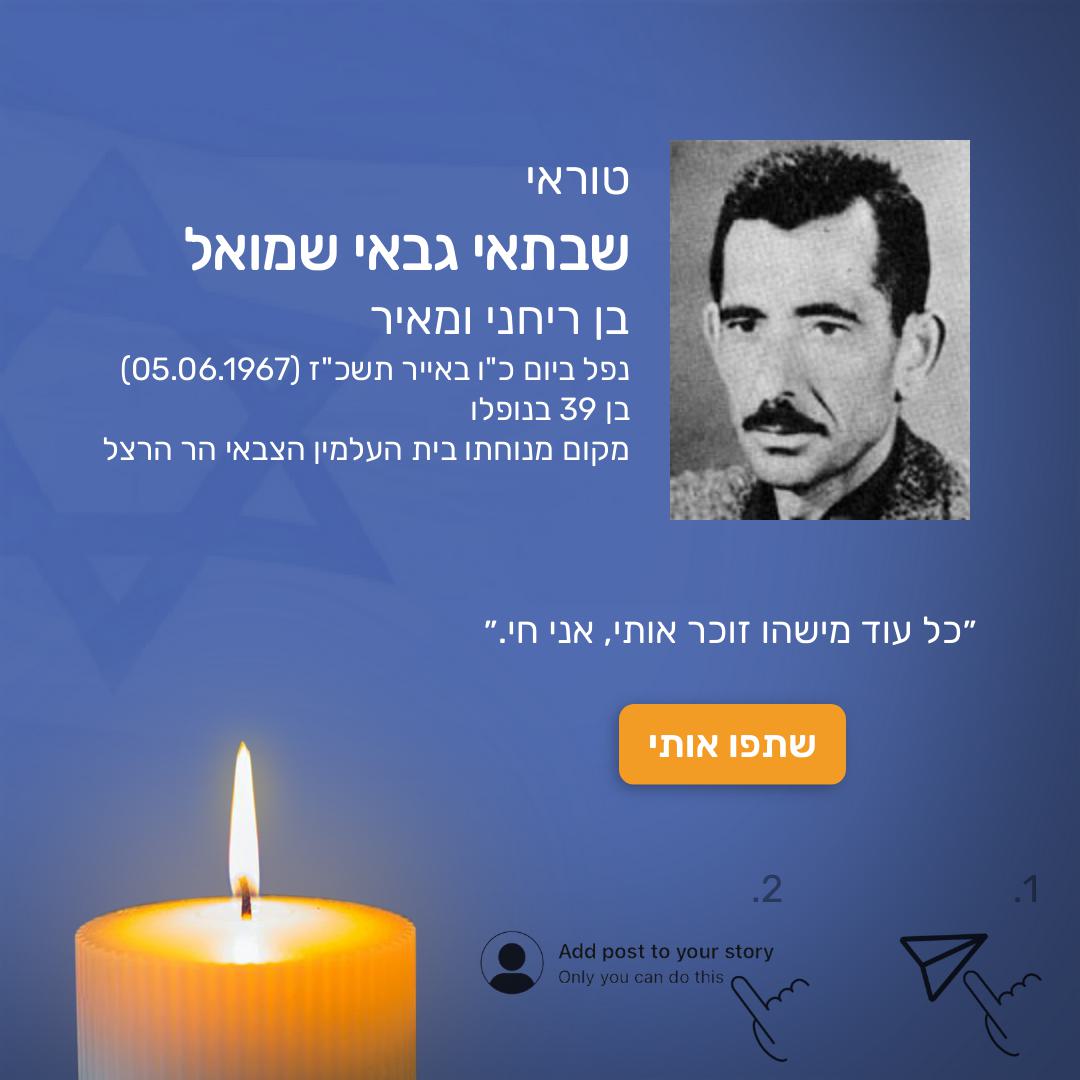 טוראי
שבתאי גבאי שמואל
בן ריחני ומאיר
נפל ביום כ"ו באייר תשכ"ז (05.06.1967)
בן 39 בנופלו
מקום מנוחתו בית העלמין הצבאי הר הרצל
״כל עוד מישהו זוכר אותי, אני חי.״
שתפו אותי
1.
2.
Add post to your story
Only you can do this